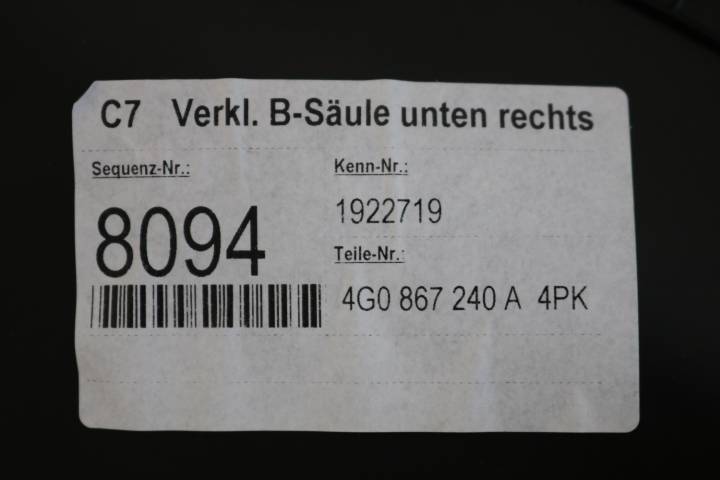 C7 Verkl. B-Säule unten rechts
Sequenz-Nr.:
8094
Kenn-Nr.:
1922719
Teile-Nr.:
4G0 867 240 A 4PK